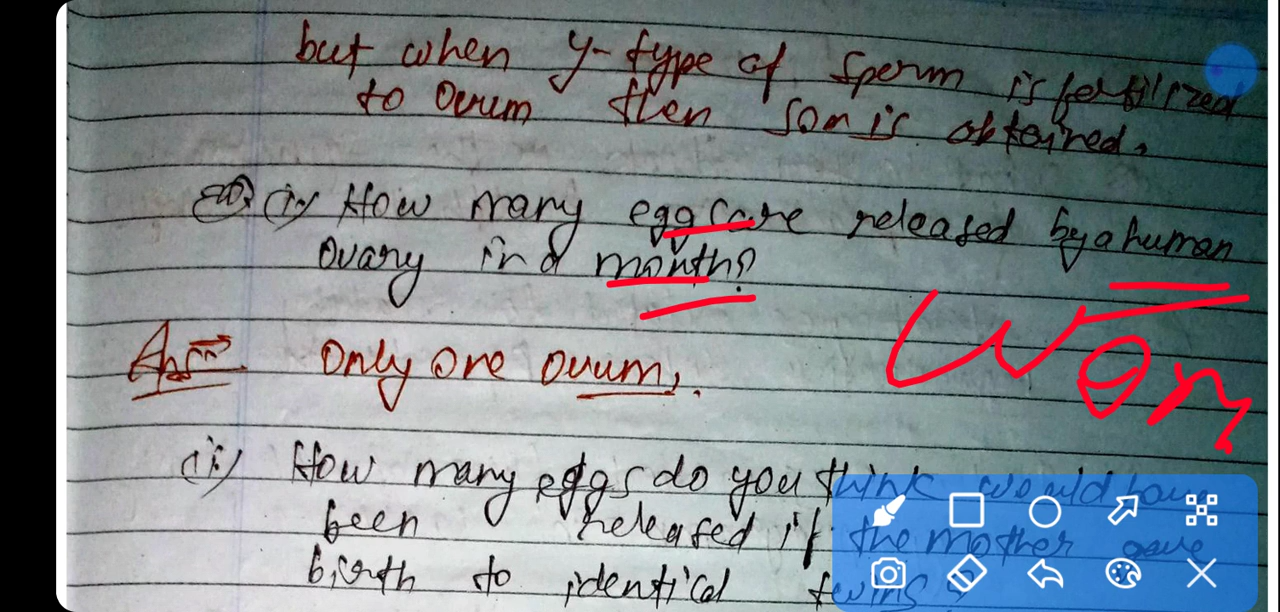 but when y-type of sperm is fertilized
to ovum then son is obtained.
(i) How many eggs are released by a human
ovary in a month?
Ans→ Only one ovum.
Wom
(ii) How many eggs do you think would have
been released if the mother gave
birth to identical twins?